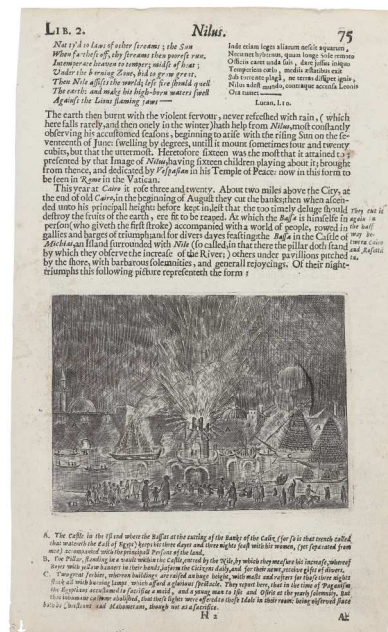 LIB. 2.
Nilus.
75
Not ty'd to laws of other streams; the Sun
When fa'thest off, thy streams then poorest run.
Intemperate heaven to temper; midst of heat;
Under the burning Zone, bid to grow great.
Then Nile assists the world; lest fire should quell
The earth: and make his high-born waters swell
Against the Lions flaming jaws
Inde etiam leges aliarum nescit aquarum,
Nec tumet hybernus, quum longe sole remoto
Officiis caret unda suis, dare jussus iniquo
Temperiem cœlo, mediis æstatibus exit
Sub torrente plaga, ne terras dissipet ignis,
Nilus adest mundo, contraque accensa Leonis
Ora tumet
Lucan. l.10.
The earth then burnt with the violent fervour, never refreshed with rain, (which
here falls rarely, and then onely in the winter) hath help from Nilus, most constantly
observing his accustomed seasons, beginning to arise with the rising Sun on the se-
venteenth of June: swelling by degrees, untill it mount sometimes four and twenty
cubits, but that the uttermost. Heretofore sixteen was the most that it attained to;
presented by that Image of Nilus, having sixteen children playing about it; brought
from thence, and dedicated by Vespasian in his Temple of Peace: now in this form to
be seen in Rome in the Vatican.
This year at Cairo it rose three and twenty. About two miles above the City, at
the end of old Cairo, in the beginning of August they cut the banks; then when ascen-
ded unto his principall heights before kept in, lest that the too timely deluge should
destroy the fruits of the earth, ere fit to be reaped. At which the Bassa is himselfe in
person (who giveth the first stroke) accompanied with a world of people, rowed in
gallies and barges of triumph; and for divers dayes feasting: the Bassa in the Castle of
Michias, an Island surrounded with Nile (so called, in that there the pillar doth stand
by which they observe the increase of the River;) others under pavillions pitched
by the shore, with barbarous solemnities, and generall rejoycings. Of their night-
triumphs this following picture representeth the form:
They cut it
again in
the half
way be-
tween Cairo
and Rosetta
A. The Castle in the Island where the Bassa at the cutting of the Banks of the Calix, (for so is that trench called
that watereth the East of Egypt) keeps his three dayes and three nights feast with his women, (yet separated from
men) accompanied with the principall Persons of the land.
B. The Pillar, standing in a vault within the Castle, entred by the Nile, by which they measure his increase, whereof
Boyes with yellow banners in their hands, inform the Citizens daily, and for their news, receive gifts of divers.
C. Two great Jerbies, whereon buildings are raised an huge height, with masts and rafters for those three nights
stuck all with burning lamps which afford a glorious spectacle. They report here, that in the time of Paganism
the Egyptians accustomed to sacrifice a maid, and a young man to Isis and Osiris at the yearly solemnity. But
that inhumane custome abolished, that these lights were afforded to those Idols in their room: being observed since
both by Christians and Mahometans, though not as a sacrifice.
H 2